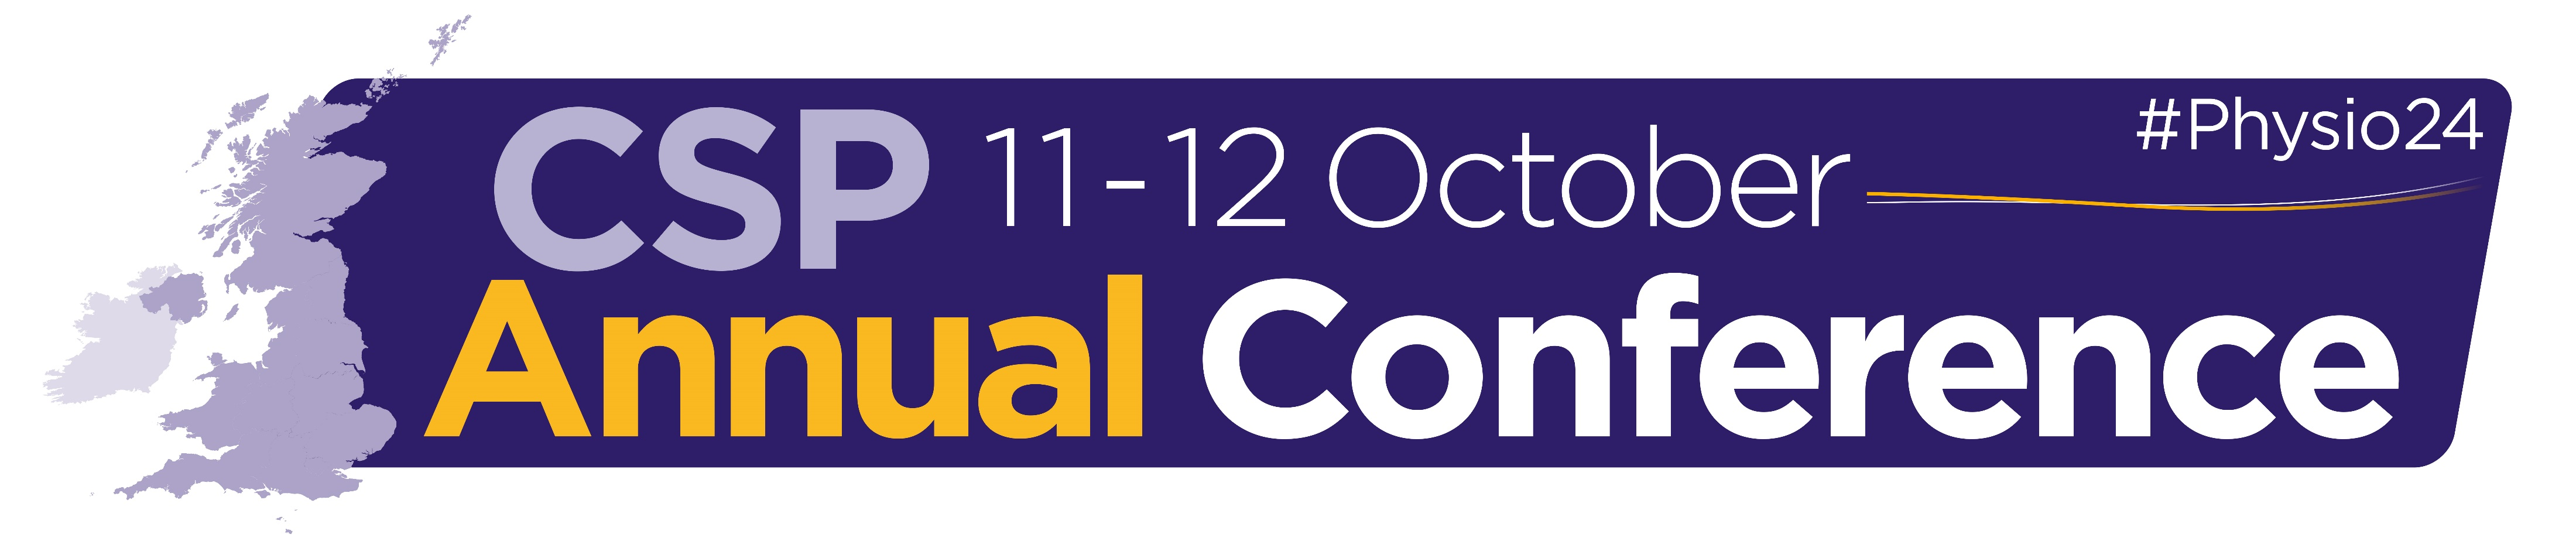 #Physio24
CSP 11-12 October
Annual Conference